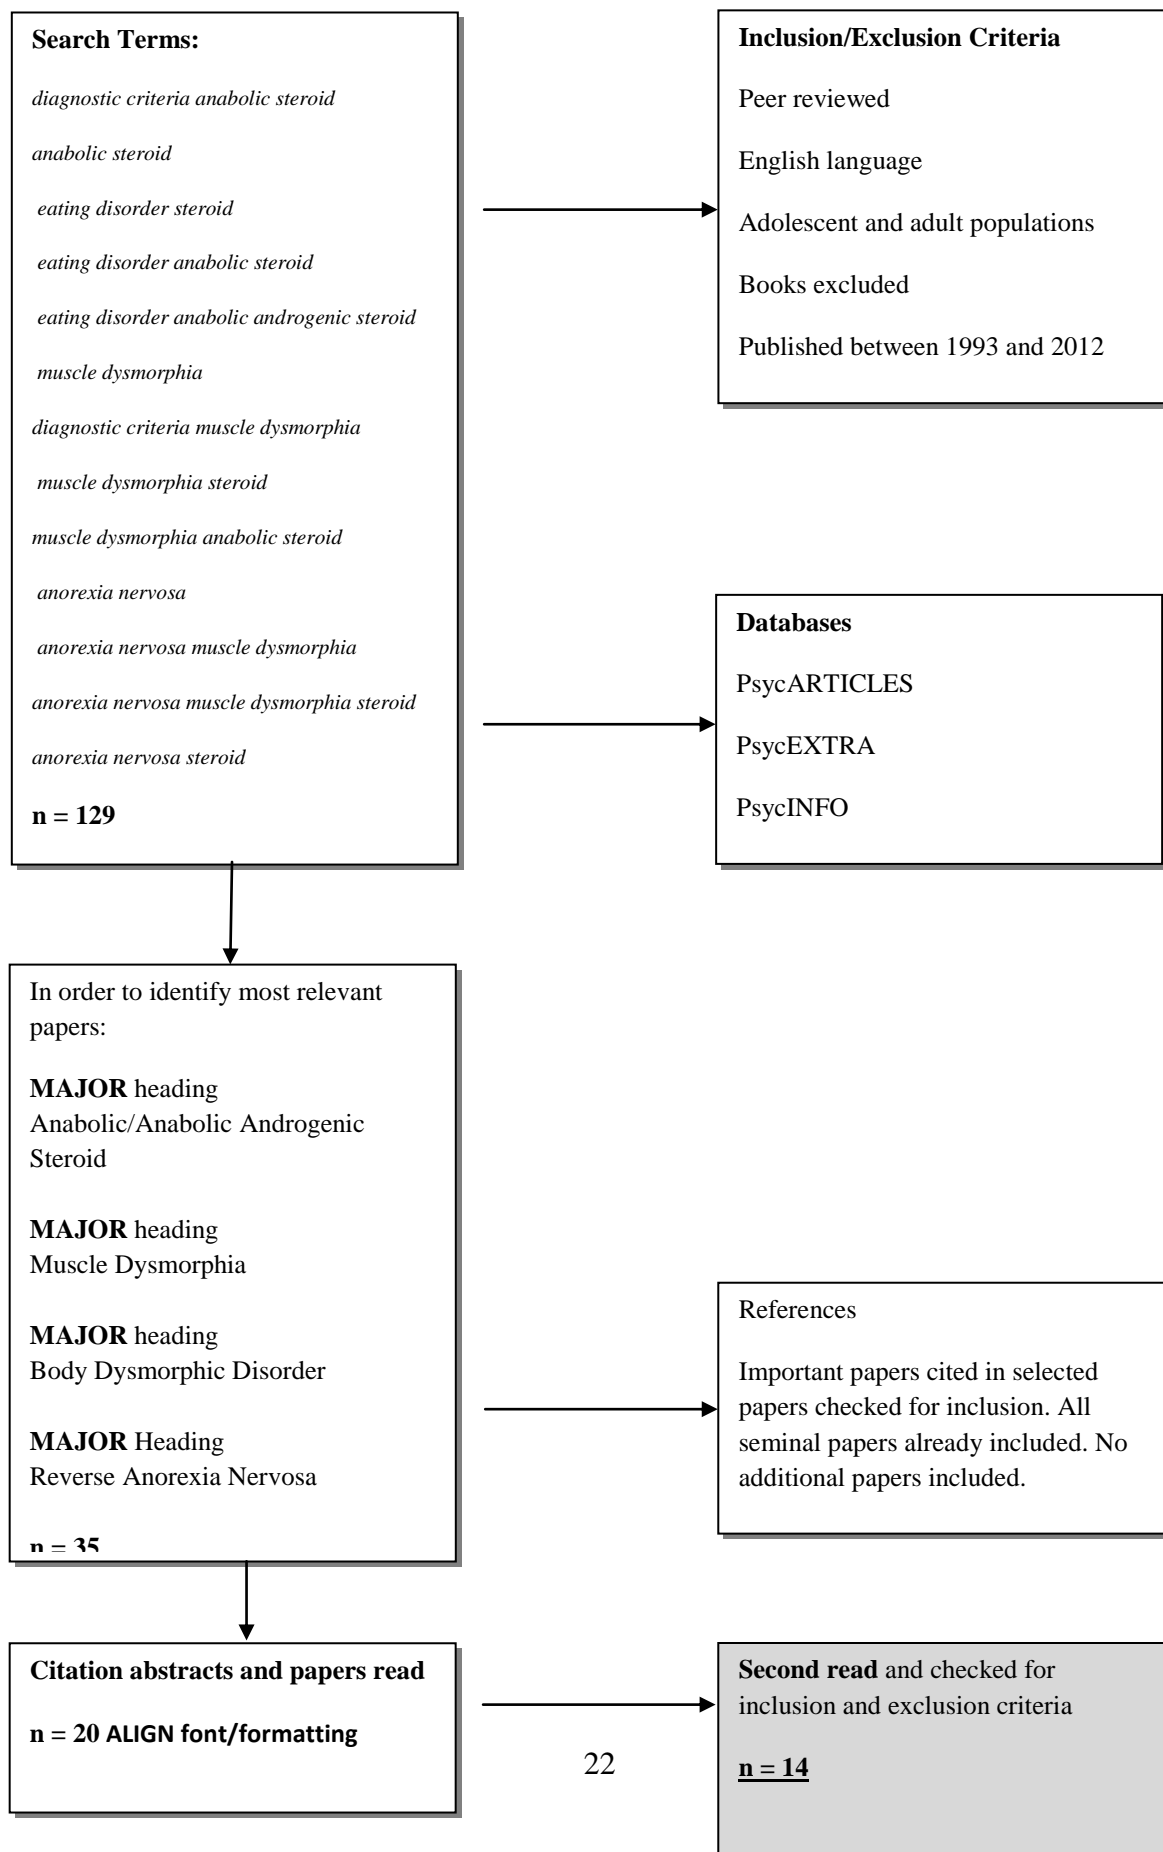 Search Terms:
diagnostic criteria anabolic steroid
anabolic steroid
eating disorder steroid
eating disorder anabolic steroid
eating disorder anabolic androgenic steroid
muscle dysmorphia
diagnostic criteria muscle dysmorphia
muscle dysmorphia steroid
muscle dysmorphia anabolic steroid
anorexia nervosa
anorexia nervosa muscle dysmorphia
anorexia nervosa muscle dysmorphia steroid
anorexia nervosa steroid
n = 129
Inclusion/Exclusion Criteria
Peer reviewed
English language
Adolescent and adult populations
Books excluded
Published between 1993 and 2012
Databases
PsycARTICLES
PsycEXTRA
PsycINFO
In order to identify most relevant
papers:
MAJOR heading
Anabolic/Anabolic Androgenic
Steroid
MAJOR heading
Muscle Dysmorphia
MAJOR heading
Body Dysmorphic Disorder
MAJOR Heading
Reverse Anorexia Nervosa
n = 35
References
Important papers cited in selected
papers checked for inclusion. All
seminal papers already included. No
additional papers included.
Citation abstracts and papers read
n = 20 ALIGN font/formatting
Second read and checked for
inclusion and exclusion criteria
n = 14
22